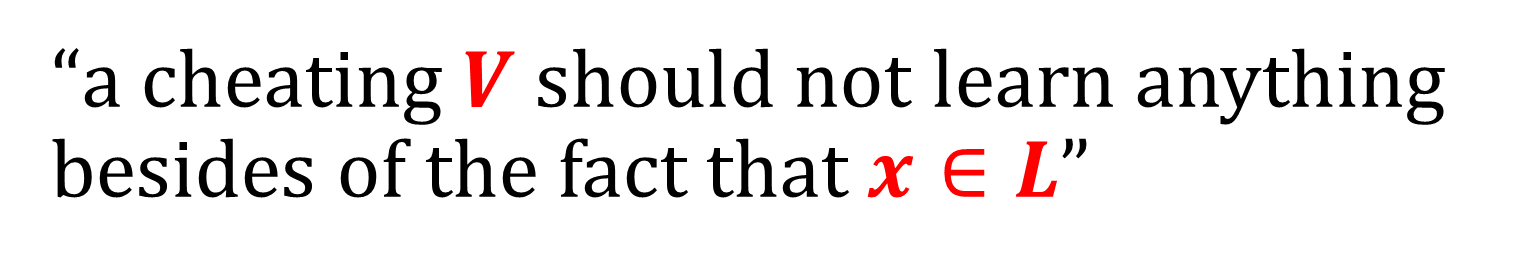 “a cheating V should not learn anything
besides of the fact that x ∈ L”